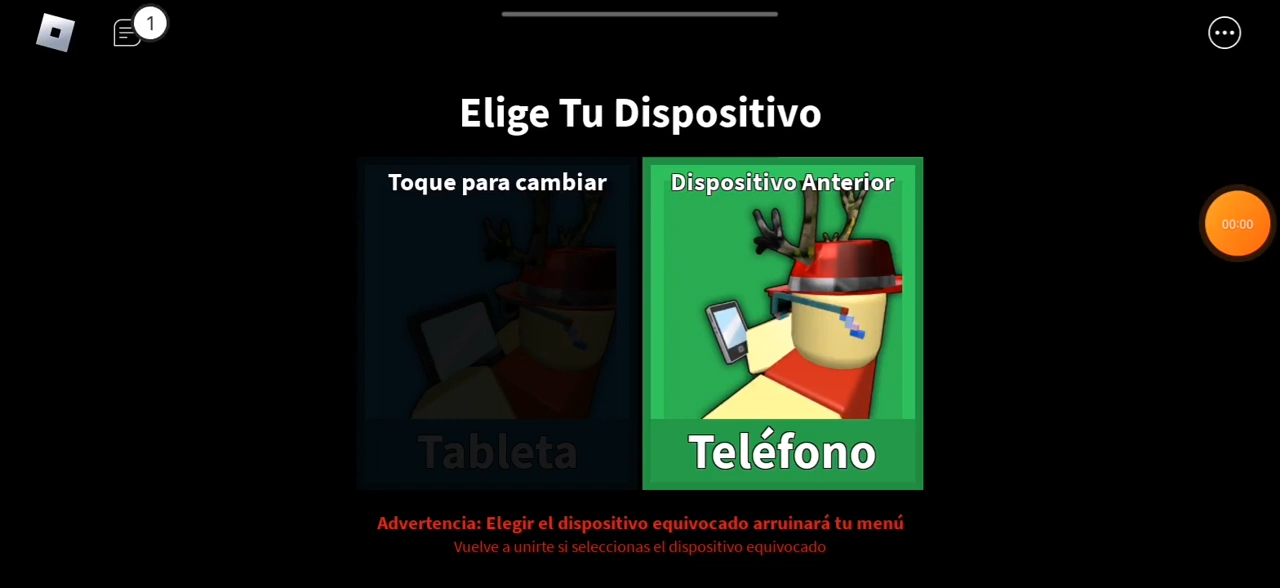 1
Elige Tu Dispositivo
Toque para cambiar
Dispositivo Anterior
00:00
Tableta
Teléfono
Advertencia: Elegir el dispositivo equivocado arruinará tu menú
Vuelve a unirte si seleccionas el dispositivo equivocado